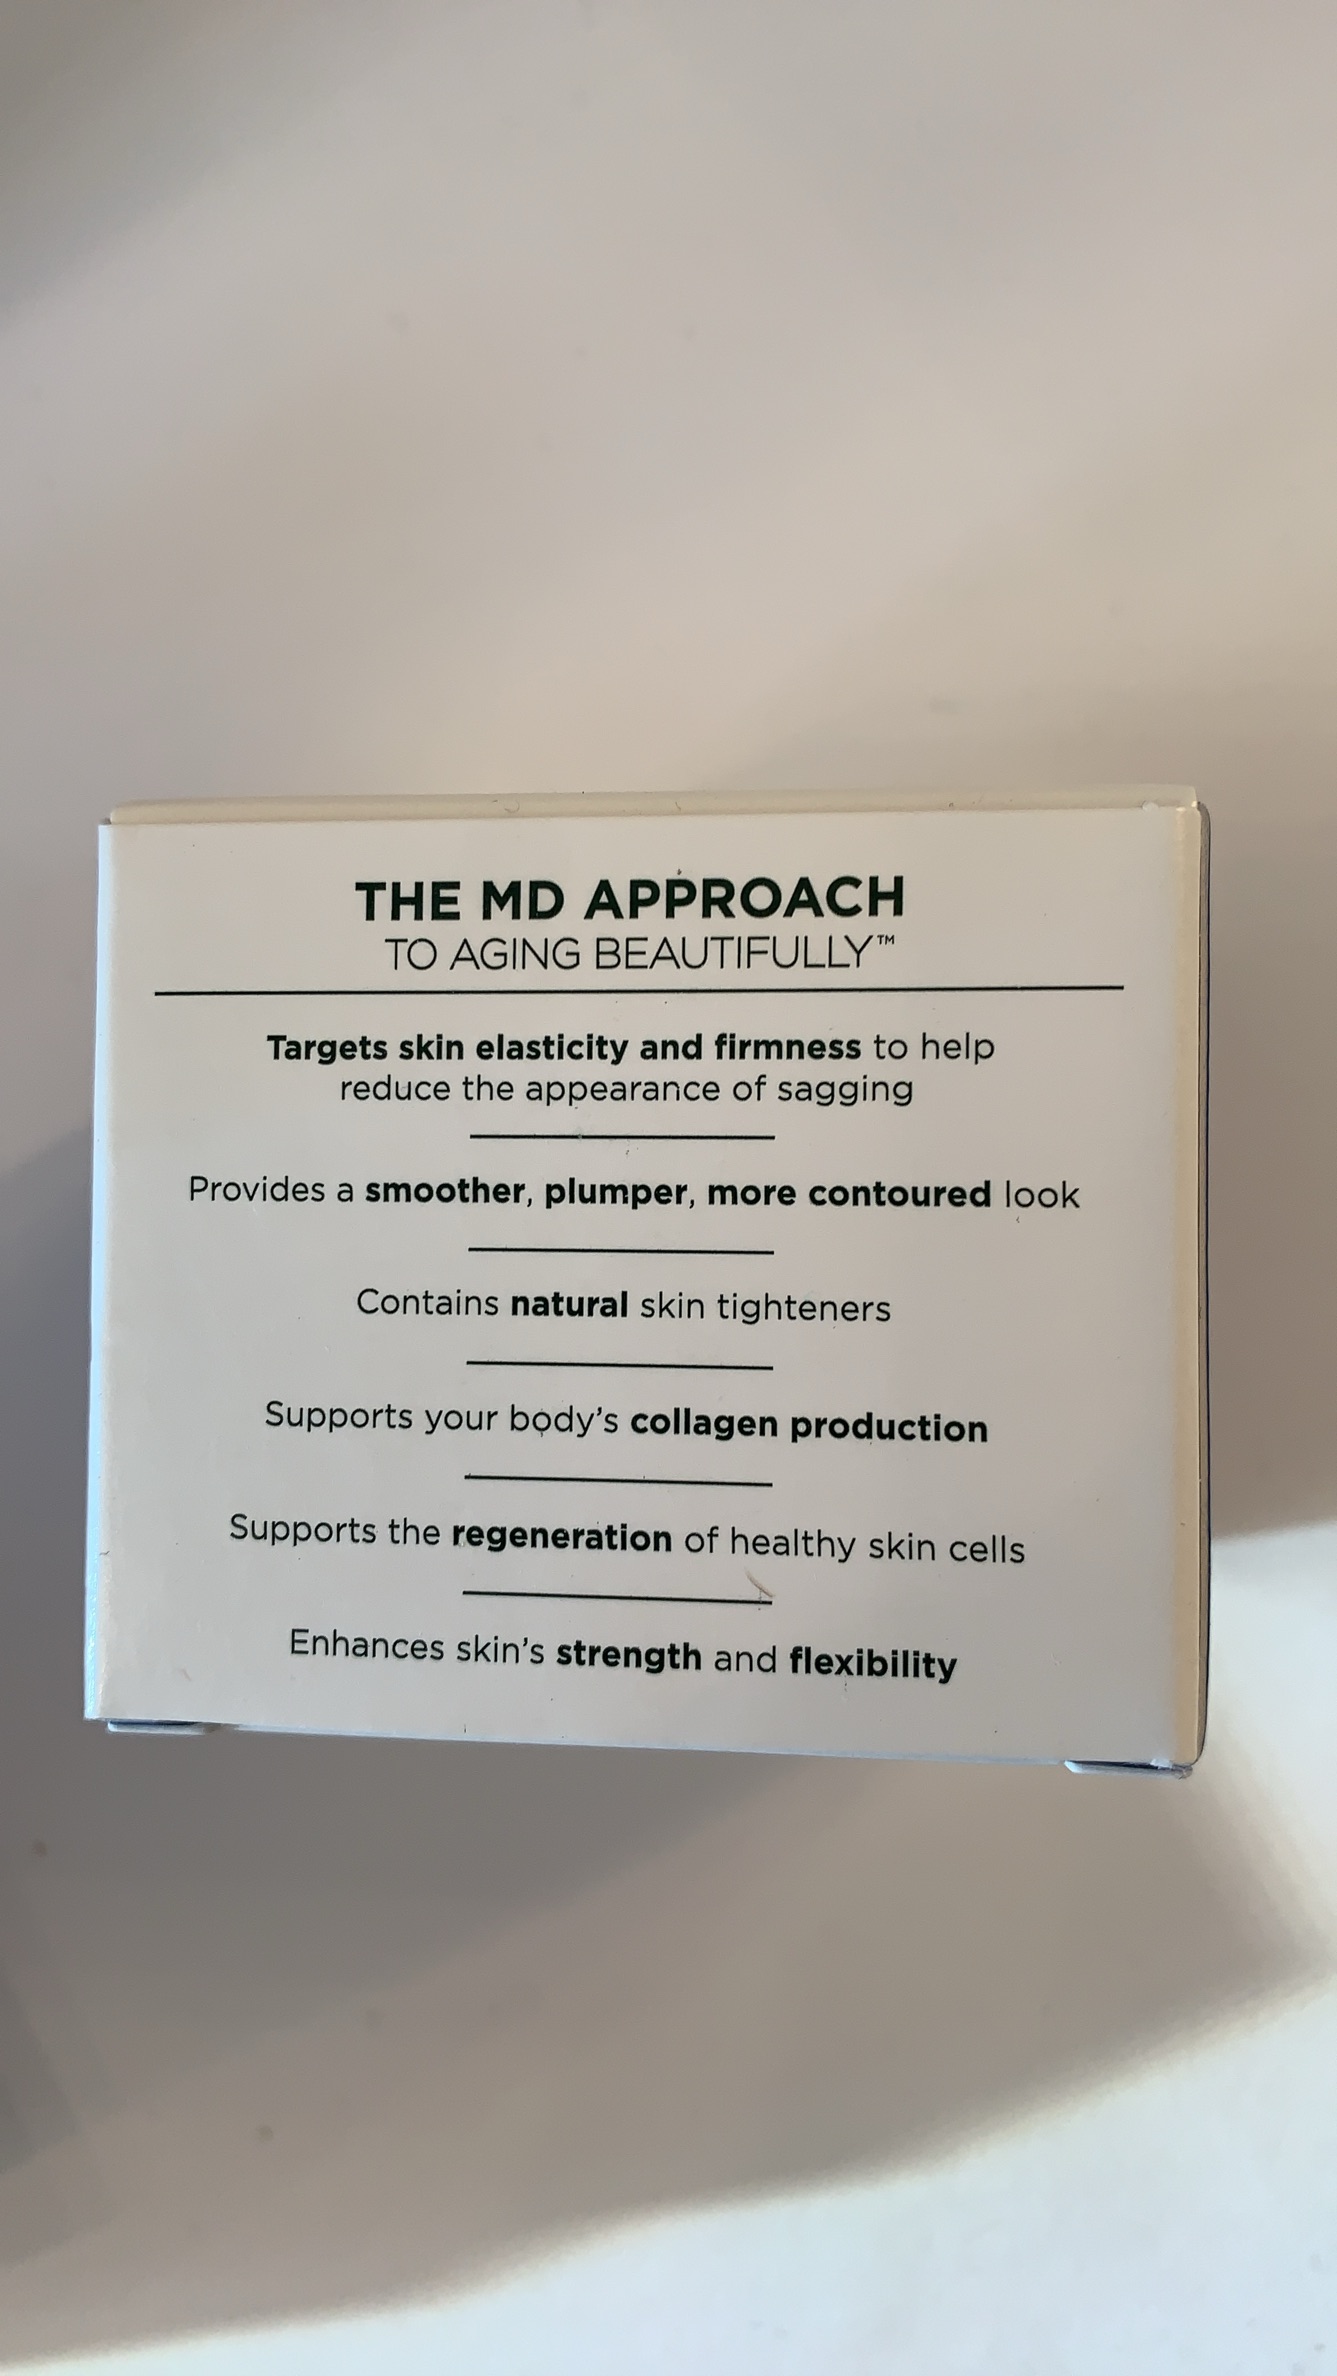 THE MD APPROACH
TO AGING BEAUTIFULLY™
Targets skin elasticity and firmness to help
reduce the appearance of sagging
Provides a smoother, plumper, more contoured look
Contains natural skin tighteners
Supports your body's collagen production
Supports the regeneration of healthy skin cells
Enhances skin's strength and flexibility